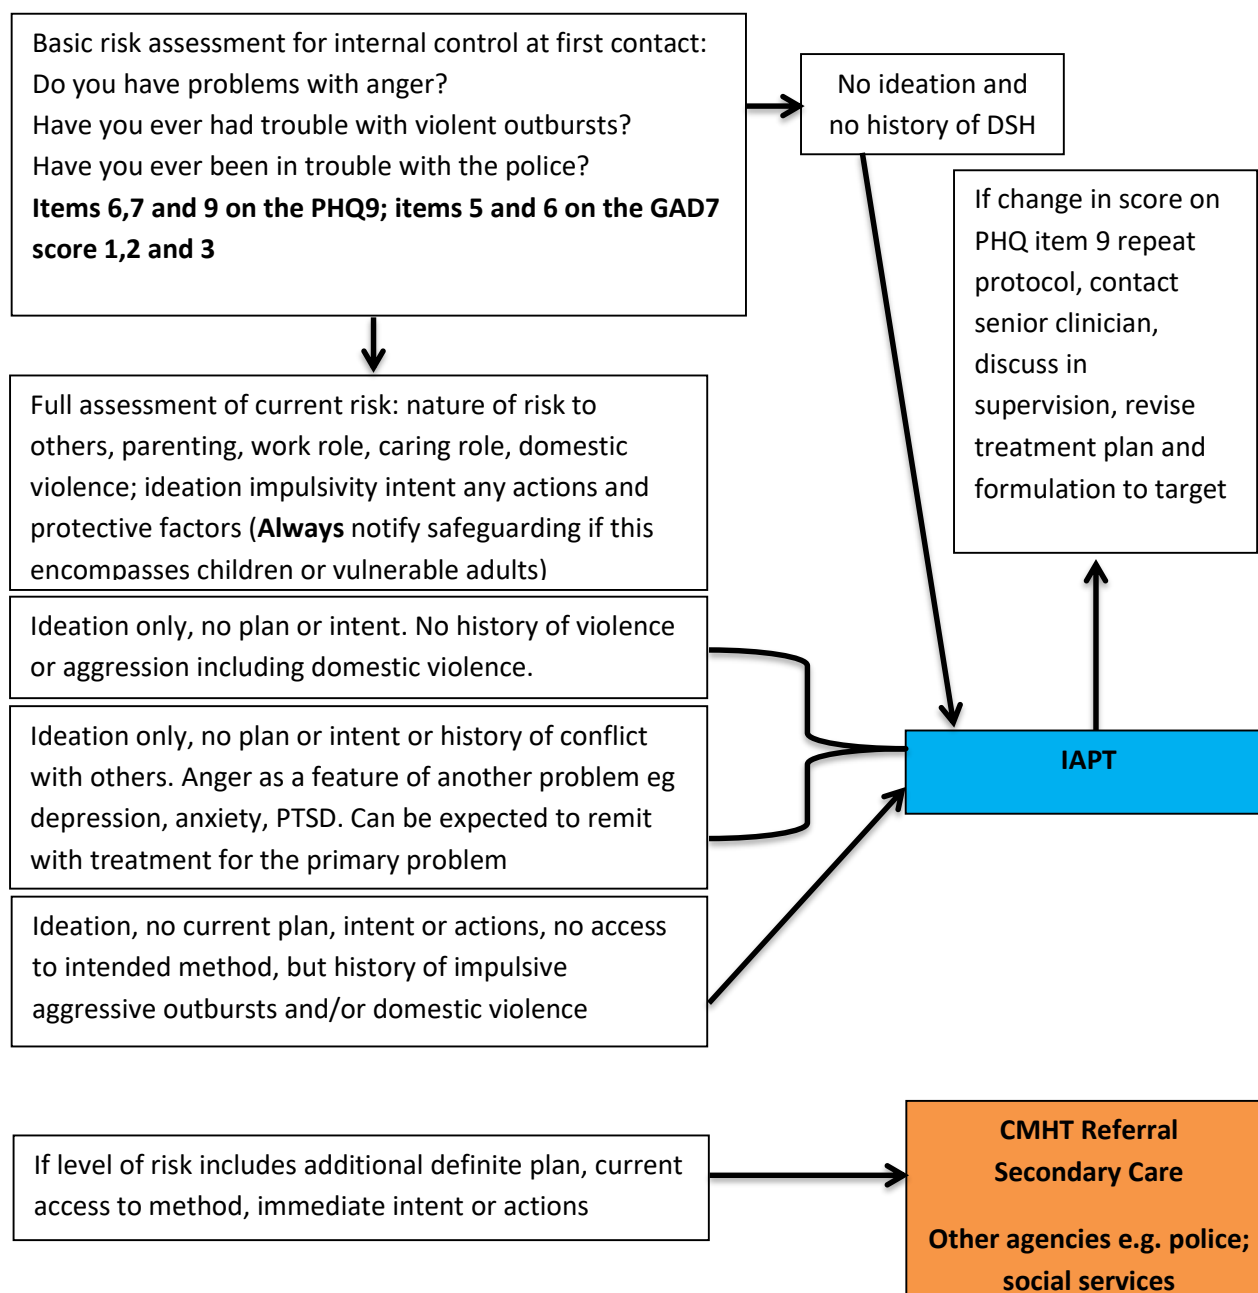 Basic risk assessment for internal control at first contact:
Do you have problems with anger?
Have you ever had trouble with violent outbursts?
Have you ever been in trouble with the police?
Items 6,7 and 9 on the PHQ9; items 5 and 6 on the GAD7
score 1,2 and 3
No ideation and
no history of DSH
If change in score on
PHQ item 9 repeat
protocol, contact
senior clinician,
discuss in
supervision, revise
treatment plan and
formulation to target
Full assessment of current risk: nature of risk to
others, parenting, work role, caring role, domestic
violence; ideation impulsivity intent any actions and
protective factors (Always notify safeguarding if this
encompasses children or vulnerable adults)
Ideation only, no plan or intent. No history of violence
or aggression including domestic violence.
Ideation only, no plan or intent or history of conflict
with others. Anger as a feature of another problem eg
depression, anxiety, PTSD. Can be expected to remit
with treatment for the primary problem
IAPT
Ideation, no current plan, intent or actions, no access
to intended method, but history of impulsive
aggressive outbursts and/or domestic violence
If level of risk includes additional definite plan, current
access to method, immediate intent or actions
CMHT Referral
Secondary Care
Other agencies e.g. police;
social services